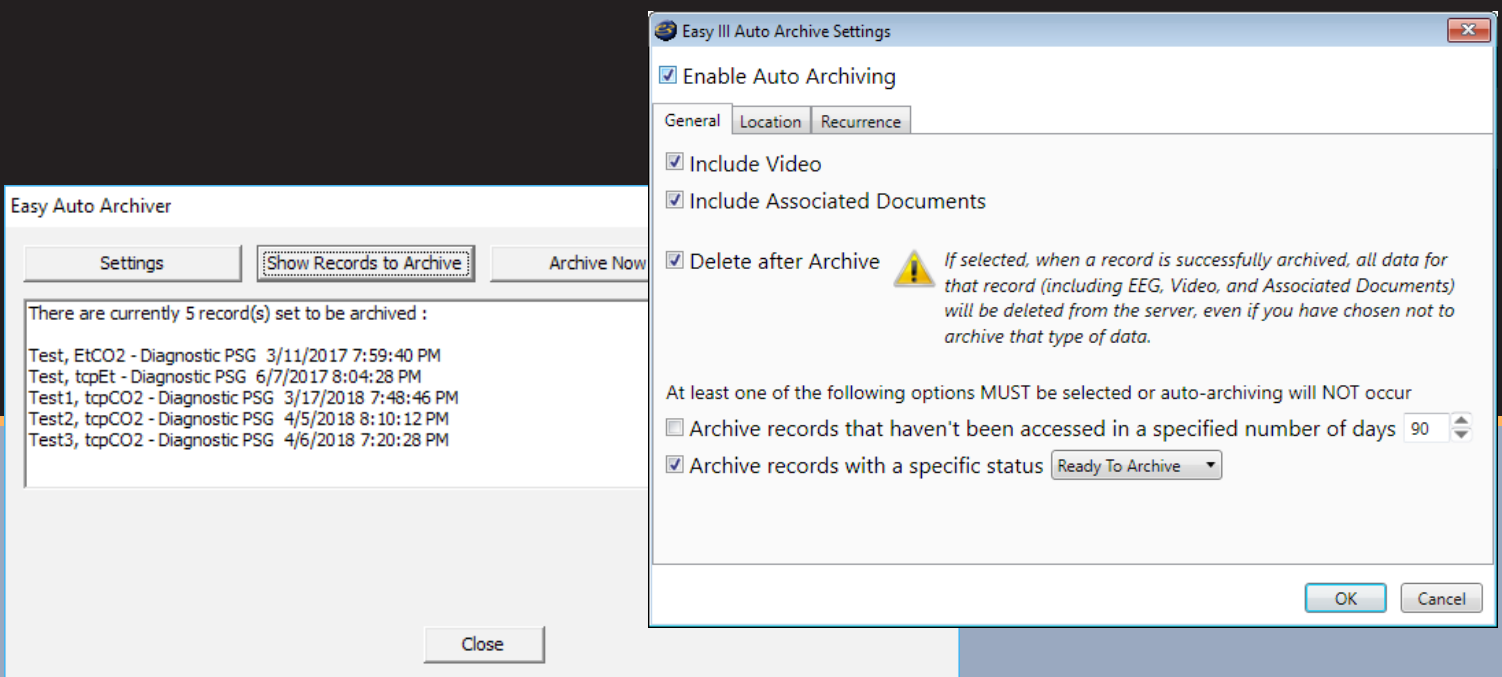 Easy III Auto Archive Settings
Enable Auto Archiving
General Location Recurrence
Include Video
Include Associated Documents
Delete after Archive
If selected, when a record is successfully archived, all data for
that record (including EEG, Video, and Associated Documents)
will be deleted from the server, even if you have chosen not to
archive that type of data.
At least one of the following options MUST be selected or auto-archiving will NOT occur
Archive records that haven't been accessed in a specified number of days 90
Archive records with a specific status Ready To Archive
OK Cancel
Easy Auto Archiver
Settings Show Records to Archive Archive Now
There are currently 5 record(s) set to be archived :
Test, EtCO2 - Diagnostic PSG 3/11/2017 7:59:40 PM
Test, tcpEt - Diagnostic PSG 6/7/2017 8:04:28 PM
Test1, tcpCO2 - Diagnostic PSG 3/17/2018 7:48:46 PM
Test2, tcpCO2 - Diagnostic PSG 4/5/2018 8:10:12 PM
Test3, tcpCO2 - Diagnostic PSG 4/6/2018 7:20:28 PM
Close